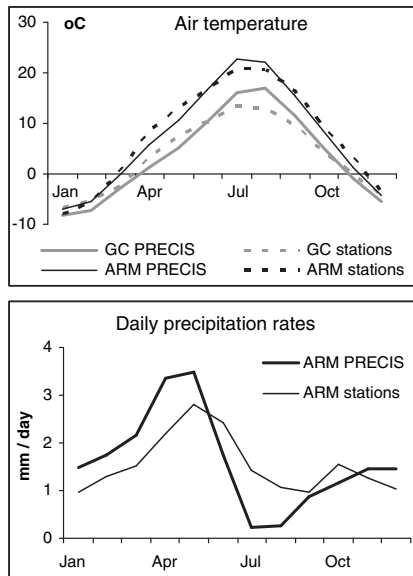 oC Air temperature
30
20
10
0
-10
Jan Apr Jul Oct
GC PRECIS GC stations
ARM PRECIS ARM stations
Daily precipitation rates
mm / day
4
3
2
1
0
ARM PRECIS
ARM stations
Jan Apr Jul Oct